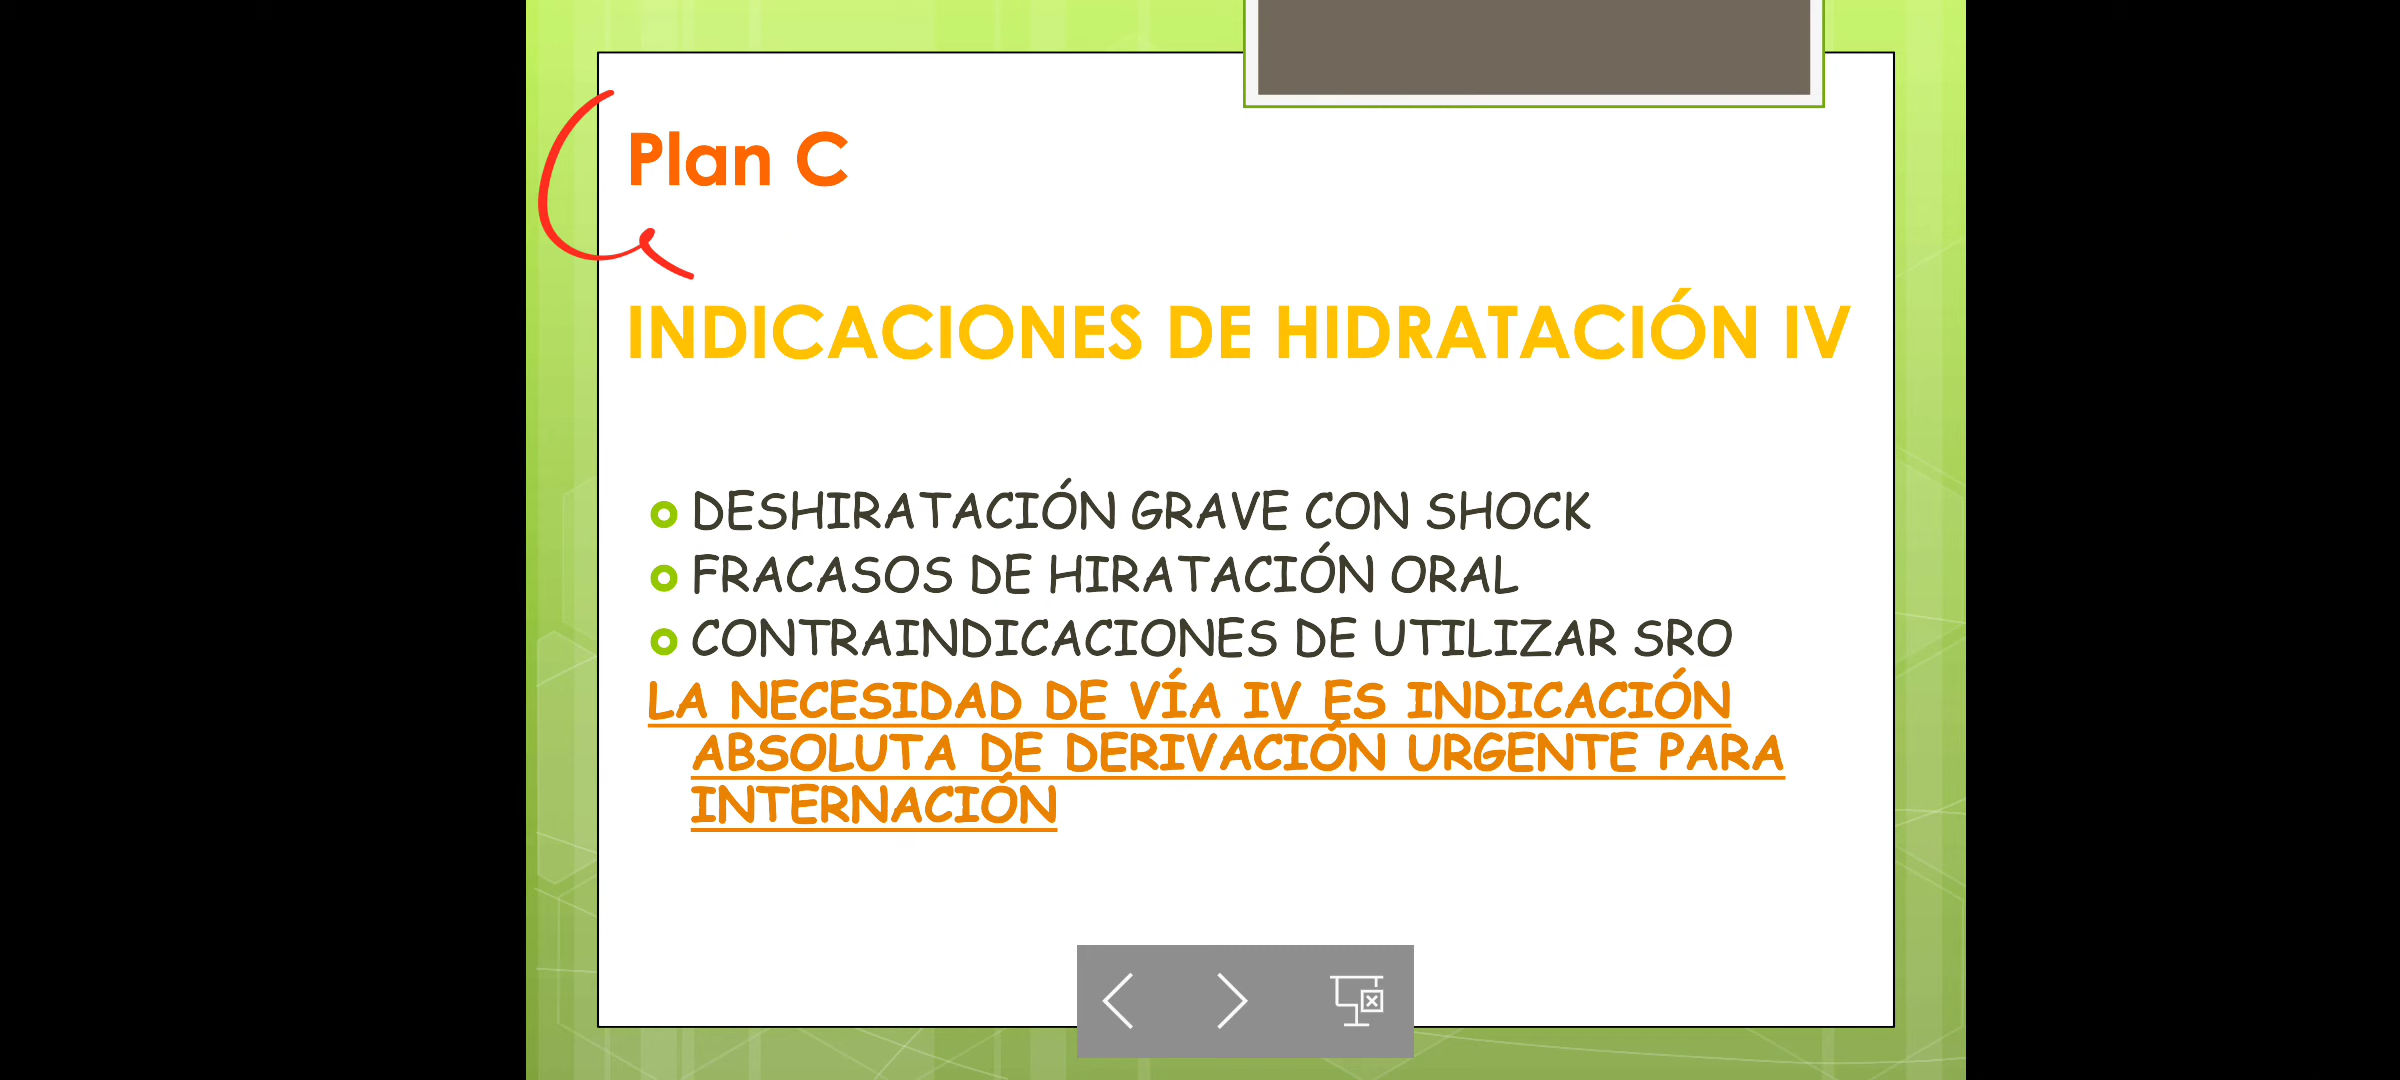 Plan C
INDICACIONES DE HIDRATACIÓN IV
DESHIRATACIÓN GRAVE CON SHOCK
FRACASOS DE HIRATACIÓN ORAL
CONTRAINDICACIONES DE UTILIZAR SRO
LA NECESIDAD DE VÍA IV ES INDICACIÓN
ABSOLUTA DE DERIVACIÓN URGENTE PARA
INTERNACIÓN